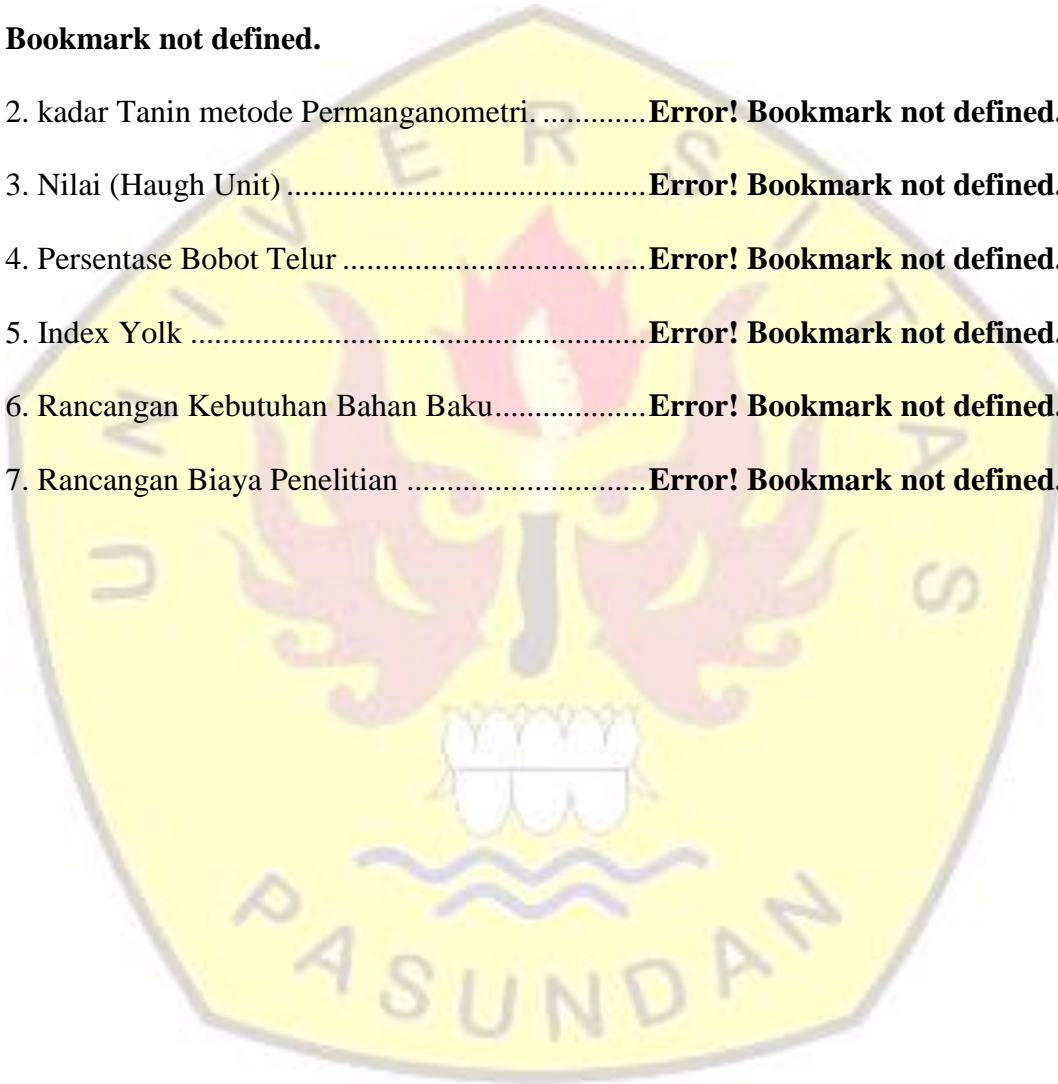 Bookmark not defined.
2. kadar Tanin metode Permanganometri. .............Error! Bookmark not defined.
3. Nilai (Haugh Unit) .............................................Error! Bookmark not defined.
4. Persentase Bobot Telur ......................................Error! Bookmark not defined.
5. Index Yolk .........................................................Error! Bookmark not defined.
6. Rancangan Kebutuhan Bahan Baku...................Error! Bookmark not defined.
7. Rancangan Biaya Penelitian ..............................Error! Bookmark not defined.
UNIVERSITAS
PASUNDAN